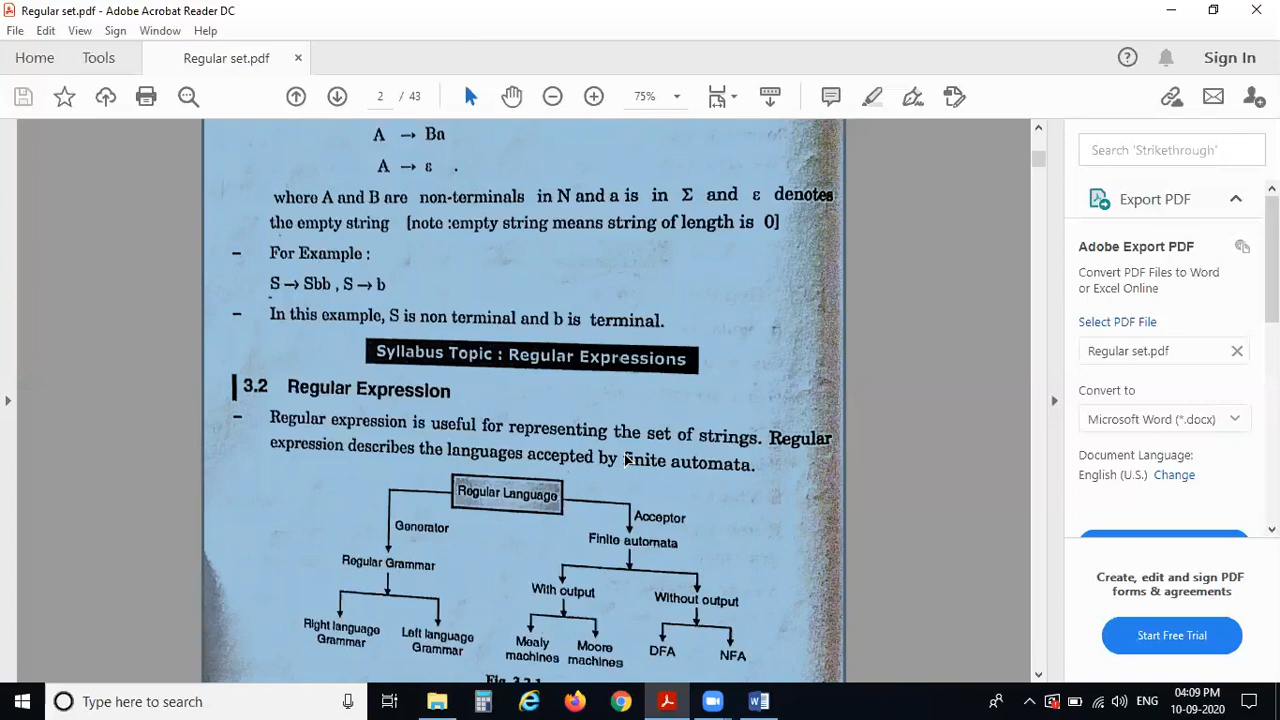 Regular set.pdf - Adobe Acrobat Reader DC
File Edit View Sign Window Help
Home Tools Regular set.pdf × Sign In
2 / 43 75%
A → Ba
A → ε .
where A and B are non-terminals in N and a is in Σ and ε denotes
the empty string [note :empty string means string of length is 0]
– For Example :
S → Sbb , S → b
– In this example, S is non terminal and b is terminal.
Syllabus Topic : Regular Expressions
3.2 Regular Expression
– Regular expression is useful for representing the set of strings. Regular
expression describes the languages accepted by finite automata.
Regular Language
Generator
Acceptor
Regular Grammar
Finite automata
With output
Without output
Right language
Grammar
Left language
Grammar
Mealy
machines
Moore
machines
DFA
NFA
Search 'Strikethrough'
Export PDF
Adobe Export PDF
Convert PDF Files to Word
or Excel Online
Select PDF File
Regular set.pdf
Convert to
Microsoft Word (*.docx)
Document Language:
English (U.S.) Change
Create, edit and sign PDF
forms & agreements
Start Free Trial
Type here to search
ENG
04:09 PM
10-09-2020